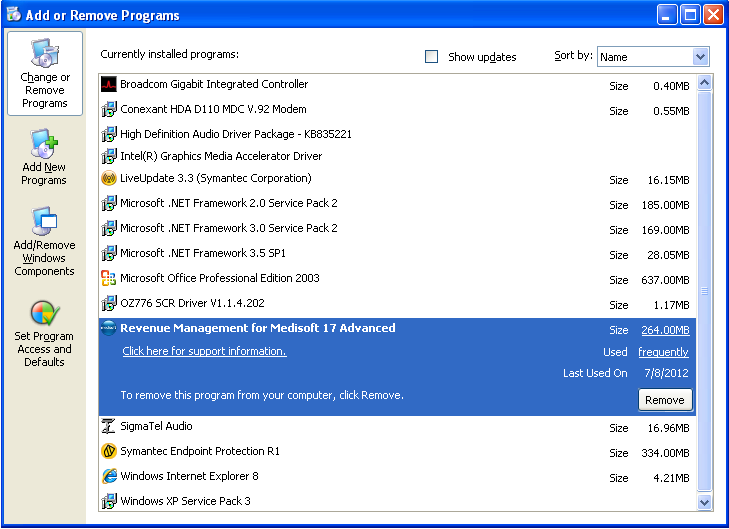 Add or Remove Programs
Change or
Remove
Programs
Add New
Programs
Add/Remove
Windows
Components
Set Program
Access and
Defaults
Currently installed programs:
Show updates
Sort by: Name
Broadcom Gigabit Integrated Controller Size 0.40MB
Conexant HDA D110 MDC V.92 Modem Size 0.55MB
High Definition Audio Driver Package - KB835221
Intel(R) Graphics Media Accelerator Driver
LiveUpdate 3.3 (Symantec Corporation) Size 16.15MB
Microsoft .NET Framework 2.0 Service Pack 2 Size 185.00MB
Microsoft .NET Framework 3.0 Service Pack 2 Size 169.00MB
Microsoft .NET Framework 3.5 SP1 Size 28.05MB
Microsoft Office Professional Edition 2003 Size 637.00MB
OZ776 SCR Driver V1.1.4.202 Size 1.17MB
Revenue Management for Medisoft 17 Advanced Size 264.00MB
Click here for support information. Used frequently
Last Used On 7/8/2012
To remove this program from your computer, click Remove. Remove
SigmaTel Audio Size 16.96MB
Symantec Endpoint Protection R1 Size 334.00MB
Windows Internet Explorer 8 Size 4.21MB
Windows XP Service Pack 3